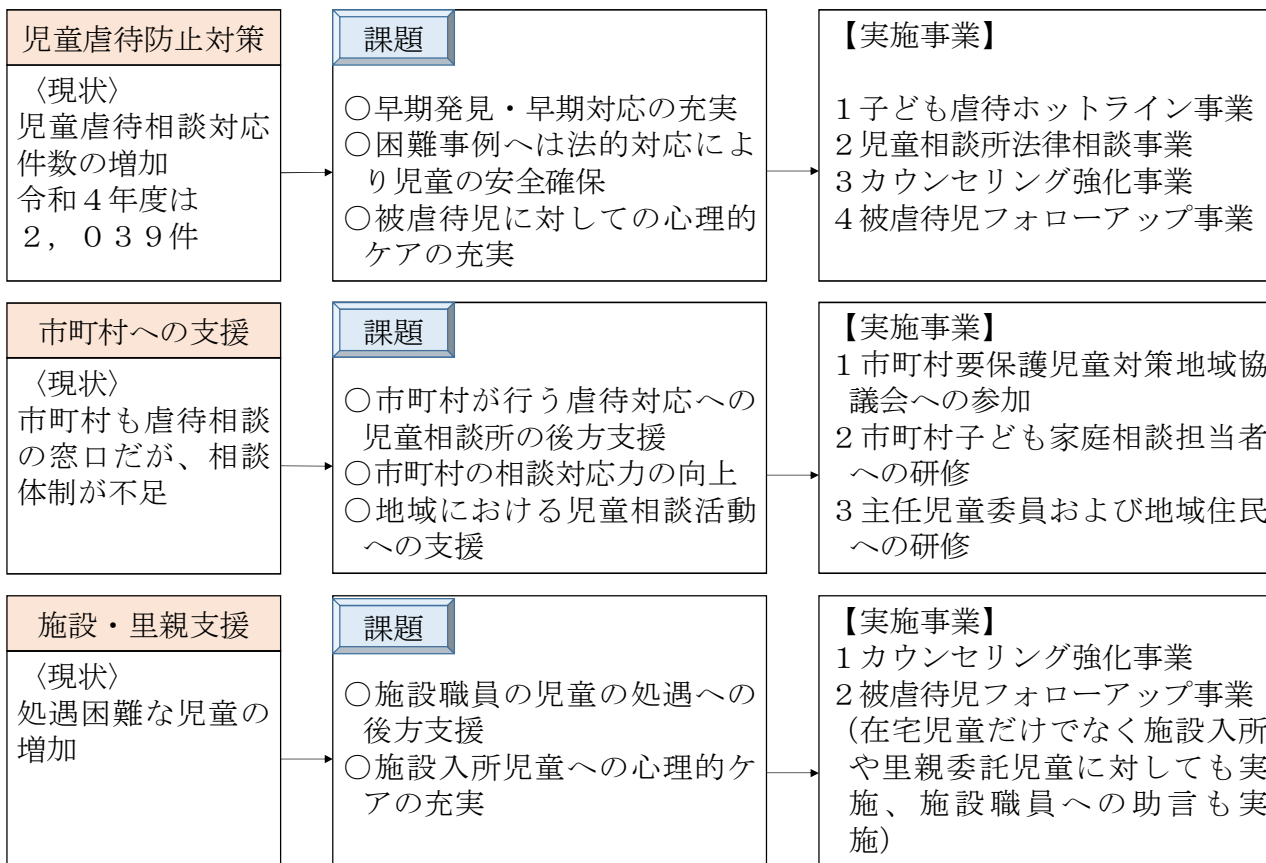 児童虐待防止対策
〈現状〉
児童虐待相談対応
件数の増加
令和４年度は
２，０３９件
課題
○早期発見・早期対応の充実
○困難事例へは法的対応によ
り児童の安全確保
○被虐待児に対しての心理的
ケアの充実
【実施事業】
１子ども虐待ホットライン事業
２児童相談所法律相談事業
３カウンセリング強化事業
４被虐待児フォローアップ事業
市町村への支援
〈現状〉
市町村も虐待相談
の窓口だが、相談
体制が不足
課題
○市町村が行う虐待対応への
児童相談所の後方支援
○市町村の相談対応力の向上
○地域における児童相談活動
への支援
【実施事業】
１市町村要保護児童対策地域協
議会への参加
２市町村子ども家庭相談担当者
への研修
３主任児童委員および地域住民
への研修
施設・里親支援
〈現状〉
処遇困難な児童の
増加
課題
○施設職員の児童の処遇への
後方支援
○施設入所児童への心理的ケ
アの充実
【実施事業】
１カウンセリング強化事業
２被虐待児フォローアップ事業
（在宅児童だけでなく施設入所
や里親委託児童に対しても実
施、施設職員への助言も実
施）